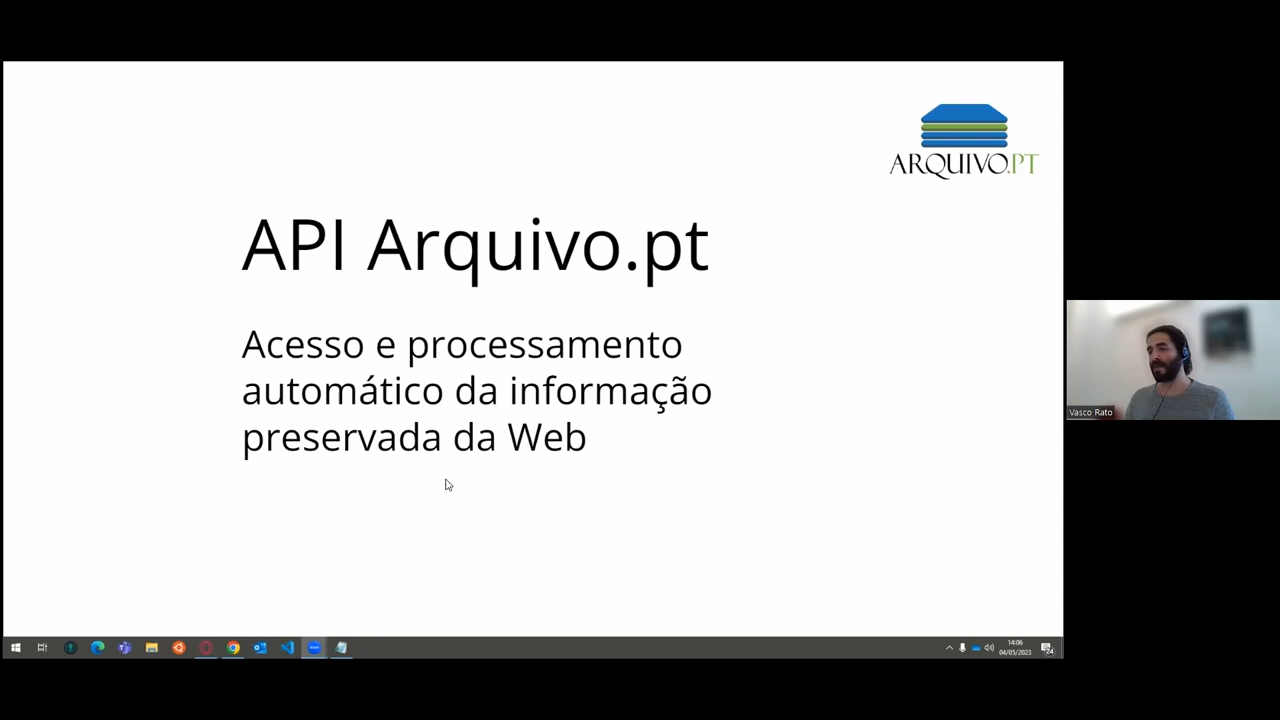 ARQUIVO.PT
API Arquivo.pt
Acesso e processamento
automático da informação
preservada da Web
Vasco Rato
14:06
04/05/2023
24